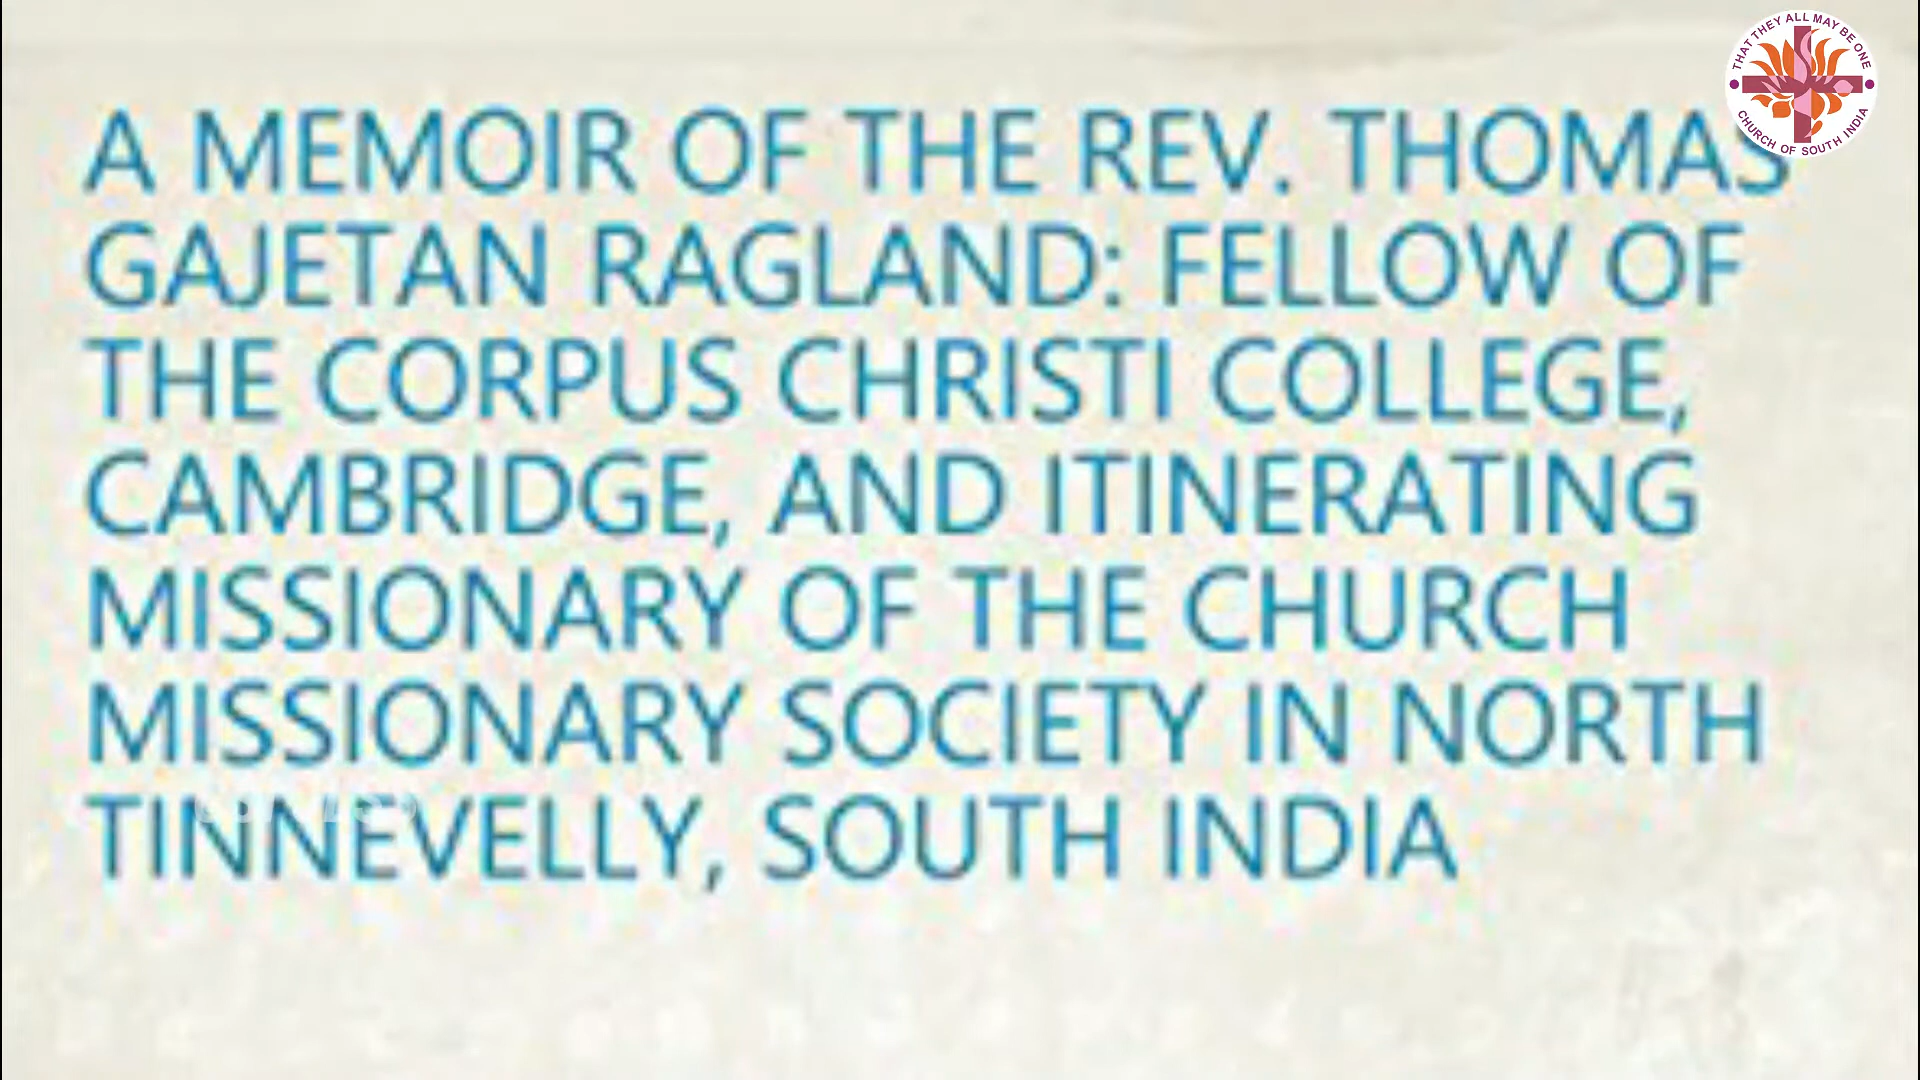 THAT THEY ALL MAY BE ONE
CHURCH OF SOUTH INDIA
A MEMOIR OF THE REV. THOMAS
GAJETAN RAGLAND: FELLOW OF
THE CORPUS CHRISTI COLLEGE,
CAMBRIDGE, AND ITINERATING
MISSIONARY OF THE CHURCH
MISSIONARY SOCIETY IN NORTH
TINNEVELLY, SOUTH INDIA